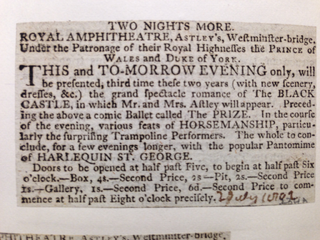 TWO NIGHTS MORE.
ROYAL AMPHITHEATRE, ASTLEY's, Westminster-bridge.
Under the Patronage of their Royal Highnesses the PRINCE of
WALES and DUKE of YORK.
THIS and TO-MORROW EVENING only, will
be presented, third time these two years (with new scenery,
dresses, &c.) the grand spectacle romance of The BLACK
CASTLE, in which Mr. and Mrs. Astley will appear. Preced-
ing the above a comic Ballet called The PRIZE. In the course
of the evening, various feats of HORSEMANSHIP, particu-
larly the surprising Trampoline Performers. The whole to con-
clude, for a few evenings longer, with the popular Pantomime
of HARLEQUIN ST. GEORGE.
Doors to be opened at half past Five, to begin at half past Six
o'clock.—Box, 4s.—Second Price, 2s—Pit, 2s.—Second Price,
1s.—Gallery, 1s.—Second Price, 6d.—Second Price to com-
mence at half past Eight o'clock precisely.
HITHEATRE, ASTLEY's, Westminster-Bridge.